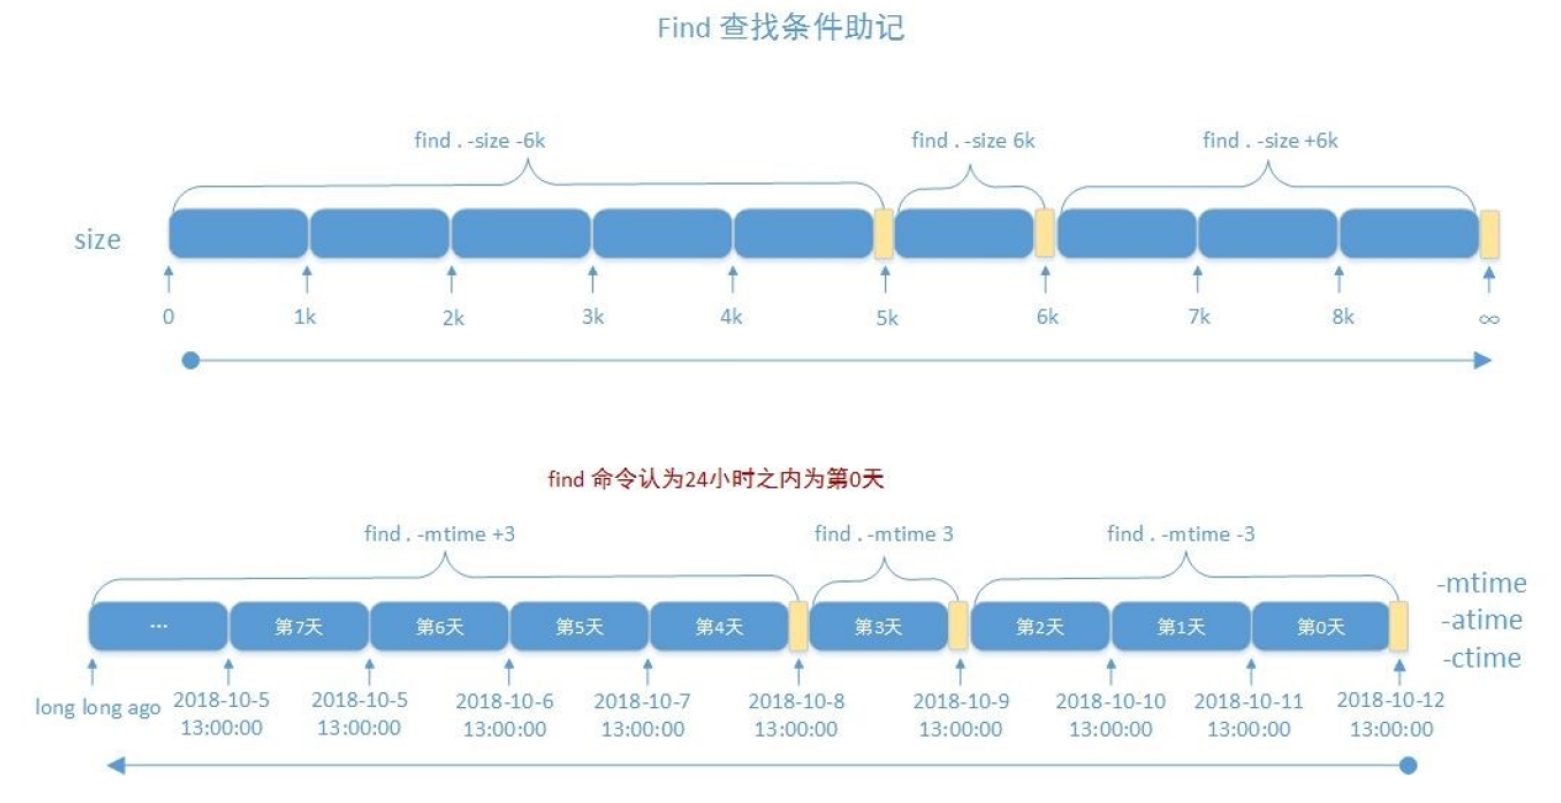 Find 查找条件助记
find . -size -6k
find . -size 6k
find . -size +6k
size
0
1k
2k
3k
4k
5k
6k
7k
8k
∞
find 命令认为24小时之内为第0天
find . -mtime +3
find . -mtime 3
find . -mtime -3
-mtime
-atime
-ctime
...
第7天
第6天
第5天
第4天
第3天
第2天
第1天
第0天
long long ago
2018-10-5
13:00:00
2018-10-5
13:00:00
2018-10-6
13:00:00
2018-10-7
13:00:00
2018-10-8
13:00:00
2018-10-9
13:00:00
2018-10-10
13:00:00
2018-10-11
13:00:00
2018-10-12
13:00:00